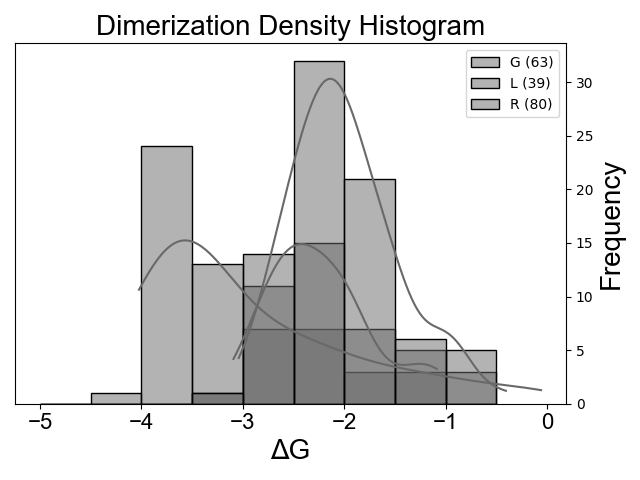 Dimerization Density Histogram
G (63)
L (39)
R (80)
30
25
20
15
10
5
0
Frequency
−5 −4 −3 −2 −1 0
ΔG